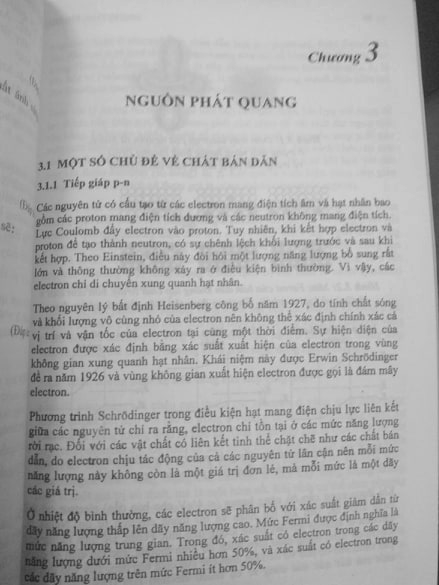 Chương 3
NGUỒN PHÁT QUANG
3.1 MỘT SỐ CHỦ ĐỀ VỀ CHẤT BÁN DẪN
3.1.1 Tiếp giáp p-n
Các nguyên tử có cấu tạo từ các electron mang điện tích âm và hạt nhân bao
gồm các proton mang điện tích dương và các neutron không mang điện tích.
Lực Coulomb đẩy electron vào proton. Tuy nhiên, khi kết hợp electron và
proton để tạo thành neutron, có sự chênh lệch khối lượng trước và sau khi
kết hợp. Theo Einstein, điều này đòi hỏi một lượng năng lượng bổ sung rất
lớn và thông thường không xảy ra ở điều kiện bình thường. Vì vậy, các
electron chỉ di chuyển xung quanh hạt nhân.
Theo nguyên lý bất định Heisenberg công bố năm 1927, do tính chất sóng
và khối lượng vô cùng nhỏ của electron nên không thể xác định chính xác cả
vị trí và vận tốc của electron tại cùng một thời điểm. Sự hiện diện của
electron được xác định bằng xác suất xuất hiện của electron trong vùng
không gian xung quanh hạt nhân. Khái niệm này được Erwin Schrödinger
đề ra năm 1926 và vùng không gian xuất hiện electron được gọi là đám mây
electron.
Phương trình Schrödinger trong điều kiện hạt mang điện chịu lực liên kết
giữa các nguyên tử chỉ ra rằng, electron chỉ tồn tại ở các mức năng lượng
rời rạc. Đối với các vật chất có liên kết tinh thể chặt chẽ như các chất bán
dẫn, do electron chịu tác động của cả các nguyên tử lân cận nên mỗi mức
năng lượng này không còn là một giá trị đơn lẻ, mà mỗi mức là một dãy
các giá trị.
Ở nhiệt độ bình thường, các electron sẽ phân bố với xác suất giảm dần từ
dãy năng lượng thấp lên dãy năng lượng cao. Mức Fermi được định nghĩa là
mức năng lượng trung gian. Trong đó, xác suất có electron trong các dãy
năng lượng dưới mức Fermi nhiều hơn 50%, và xác suất có electron trong
các dãy năng lượng trên mức Fermi ít hơn 50%.
sẽ: